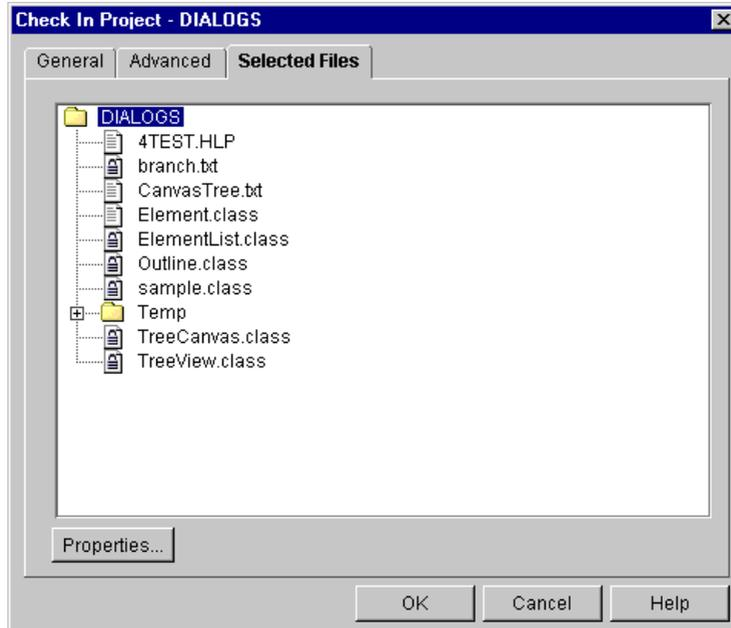 Check In Project - DIALOGS
General Advanced Selected Files
DIALOGS
4TEST.HLP
branch.txt
CanvasTree.txt
Element.class
ElementList.class
Outline.class
sample.class
Temp
TreeCanvas.class
TreeView.class
Properties...
OK Cancel Help